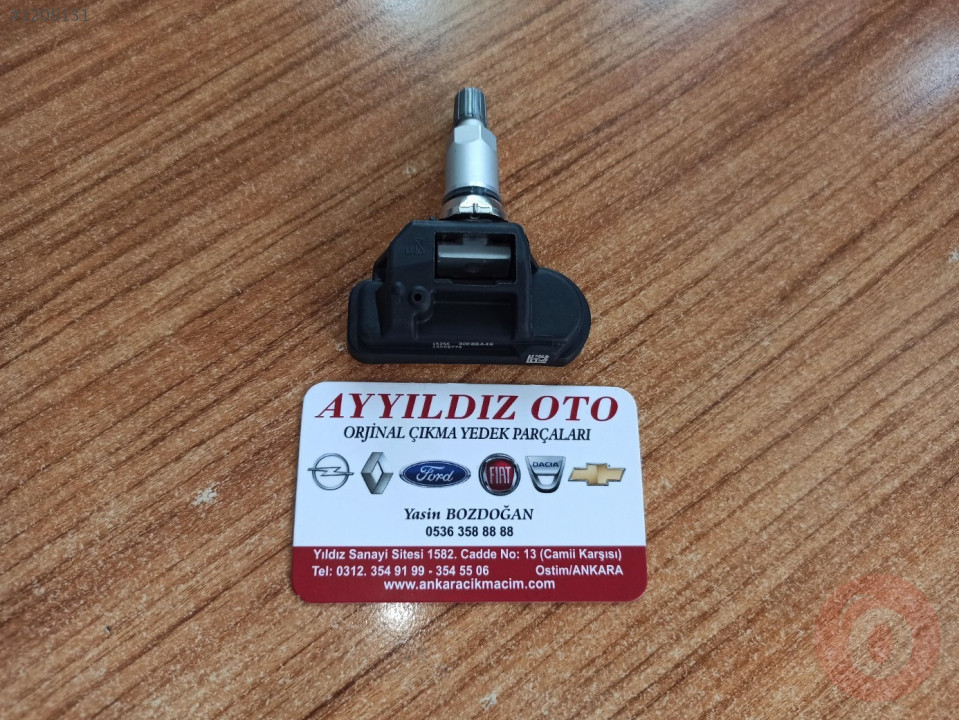 AYYILDIZ OTO
ORJİNAL ÇIKMA YEDEK PARÇALARI
Ford
FIAT
DACIA
Yasin BOZDOĞAN
0536 358 88 88
Yıldız Sanayi Sitesi 1582. Cadde No: 13 (Camii Karşısı)
Tel: 0312. 354 91 99 - 354 55 06 Ostim/ANKARA
www.ankaracikmacim.com